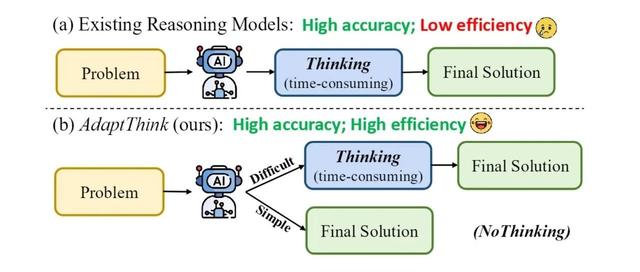 (a) Existing Reasoning Models: High accuracy; Low efficiency
Problem
AI
Thinking
(time-consuming)
Final Solution
(b) AdaptThink (ours): High accuracy; High efficiency
Problem
AI
Difficult
Thinking
(time-consuming)
Final Solution
Simple
Final Solution
(NoThinking)